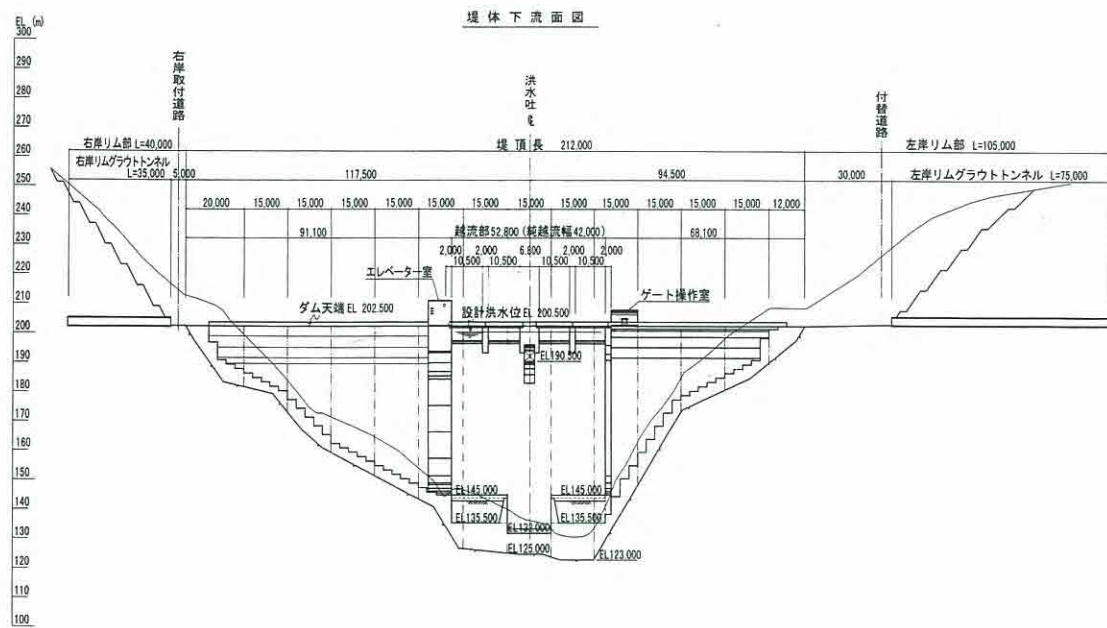 堤体下流面図
EL (m)
300
290
280
270
260
250
240
230
220
210
200
190
180
170
160
150
140
130
120
110
100
右岸取付道路
洪水吐
付替道路
右岸リム部 L=40,000
堤頂長 212,000
左岸リム部 L=105,000
右岸リムグラウトトンネル
L=35,000
5,000
117,500
94,500
30,000
左岸リムグラウトトンネル L=75,000
20,000 15,000 15,000 15,000 15,000 15,000 15,000 15,000 15,000 15,000 15,000 15,000 15,000 12,000
91,100
越流部52,800 (純越流幅42,000)
68,100
2,000 2,000 2,000 2,000
10,500 10,500 10,500 10,500
エレベーター室
ゲート操作室
ダム天端 EL 202.500
設計洪水位 EL 200.500
EL145.000
EL145.000
EL135.500
EL135.500
EL125.000
EL123.000